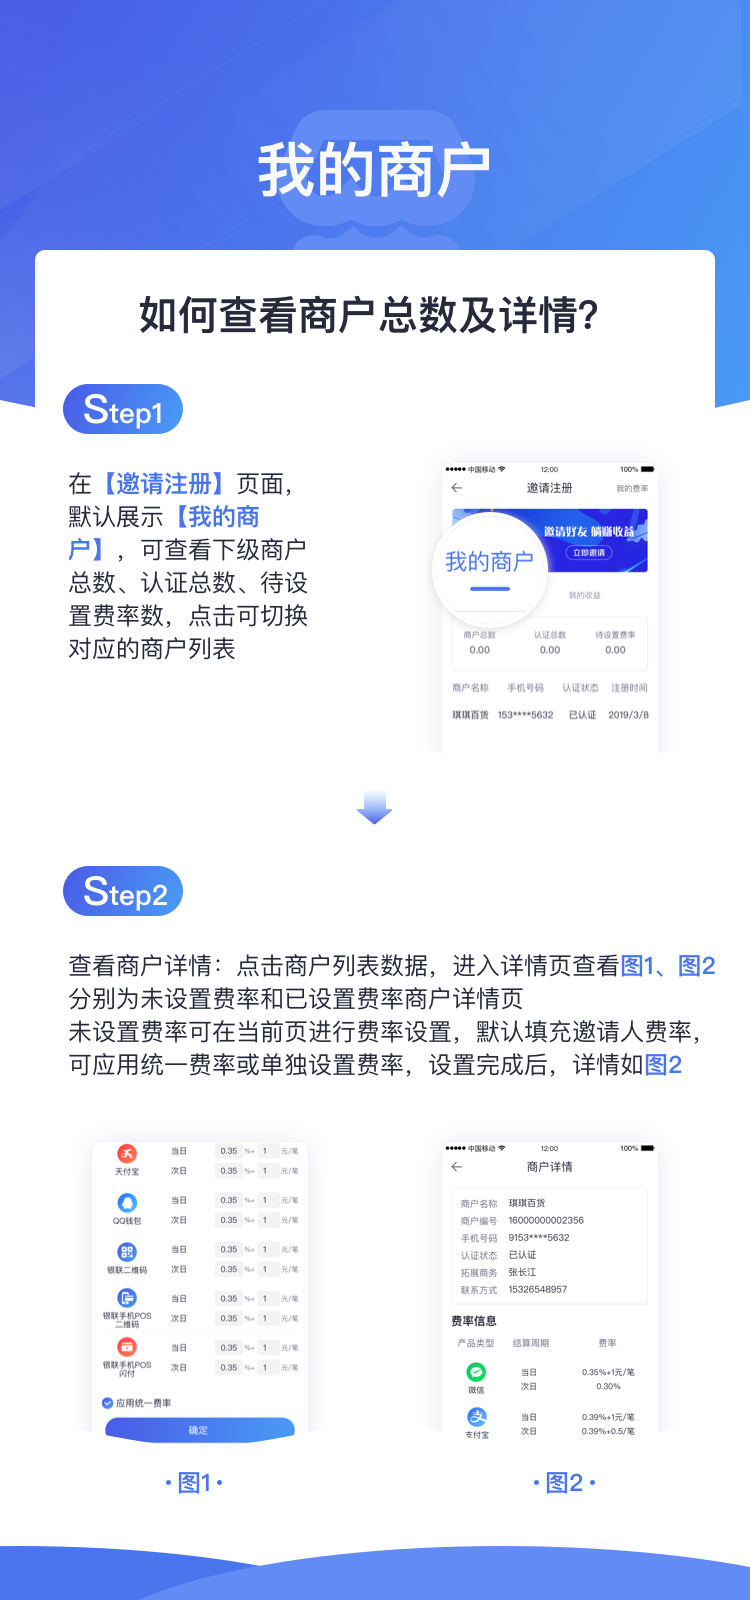 我的商户
如何查看商户总数及详情?
Step1
在【邀请注册】页面，
默认展示【我的商
户】，可查看下级商户
总数、认证总数、待设
置费率数，点击可切换
对应的商户列表
中国移动 12:00 100%
邀请注册 我的费率
邀请好友 躺赚收益
立即邀请
我的商户
我的收益
商户总数 认证总数 待设置费率
0.00 0.00 0.00
商户名称 手机号码 认证状态 注册时间
琪琪百货 153****5632 已认证 2019/3/8
Step2
查看商户详情：点击商户列表数据，进入详情页查看图1、图2
分别为未设置费率和已设置费率商户详情页
未设置费率可在当前页进行费率设置，默认填充邀请人费率，
可应用统一费率或单独设置费率，设置完成后，详情如图2
当日 0.35 %+ 1 元/笔
天付宝
次日 0.35 %+ 1 元/笔
当日 0.35 %+ 1 元/笔
QQ钱包
次日 0.35 %+ 1 元/笔
当日 0.35 %+ 1 元/笔
银联二维码
次日 0.35 %+ 1 元/笔
当日 0.35 %+ 1 元/笔
银联手机POS
二维码
次日 0.35 %+ 1 元/笔
当日 0.35 %+ 1 元/笔
银联手机POS
闪付
次日 0.35 %+ 1 元/笔
应用统一费率
确定
·图1·
中国移动 12:00 100%
商户详情
商户名称 琪琪百货
商户编号 16000000002356
手机号码 9153****5632
认证状态 已认证
拓展商务 张长江
联系方式 15326548957
费率信息
产品类型 结算周期 费率
当日 0.35%+1元/笔
微信
次日 0.30%
当日 0.39%+1元/笔
支付宝
次日 0.39%+0.5/笔
·图2·